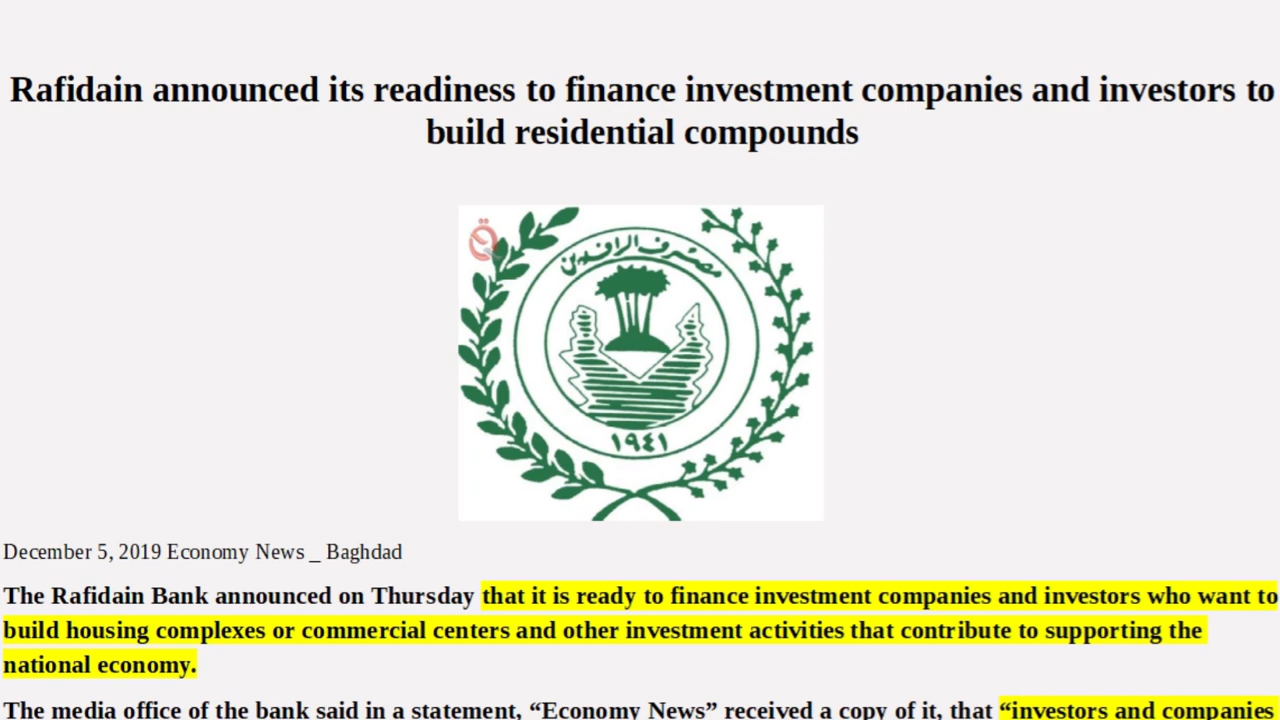 Rafidain announced its readiness to finance investment companies and investors to
build residential compounds
مصرف الرافدين
١٩٤١
December 5, 2019 Economy News _ Baghdad
The Rafidain Bank announced on Thursday that it is ready to finance investment companies and investors who want to
build housing complexes or commercial centers and other investment activities that contribute to supporting the
national economy.
The media office of the bank said in a statement, “Economy News” received a copy of it, that “investors and companies